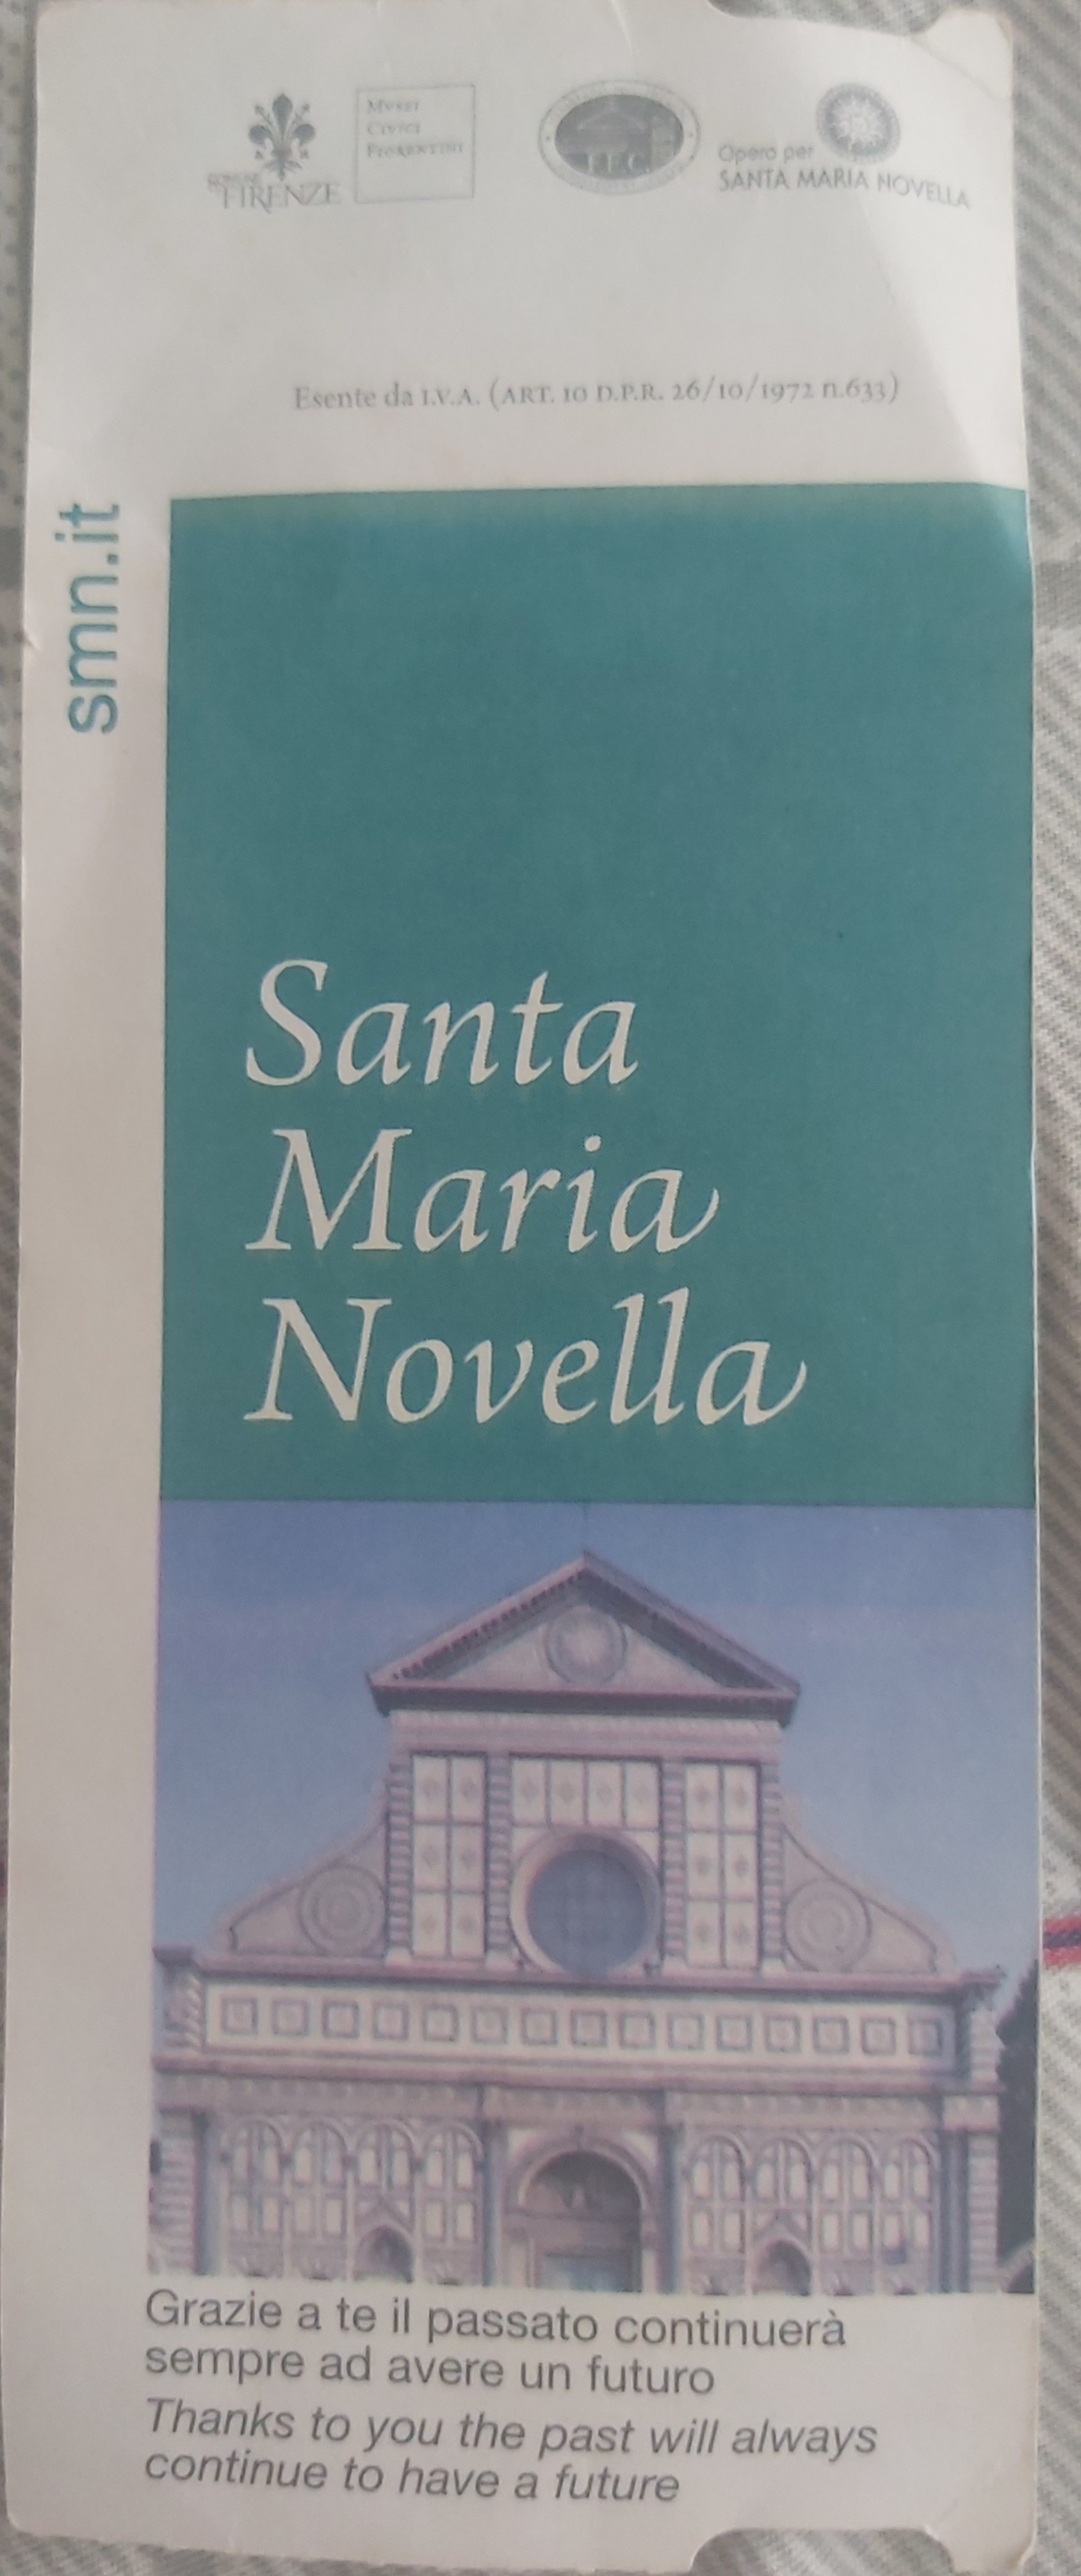 COMUNE
FIRENZE
MVSEI
CIVICI
FIORENTINI
F.E.C.
Opera per
SANTA MARIA NOVELLA
Esente da I.V.A. (ART. 10 D.P.R. 26/10/1972 n.633)
smn.it
Santa
Maria
Novella
Grazie a te il passato continuerà
sempre ad avere un futuro
Thanks to you the past will always
continue to have a future